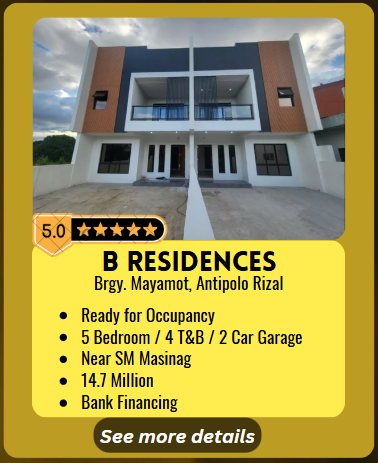 5.0
B RESIDENCES
Brgy. Mayamot, Antipolo Rizal
Ready for Occupancy
5 Bedroom / 4 T&B / 2 Car Garage
Near SM Masinag
14.7 Million
Bank Financing
See more details